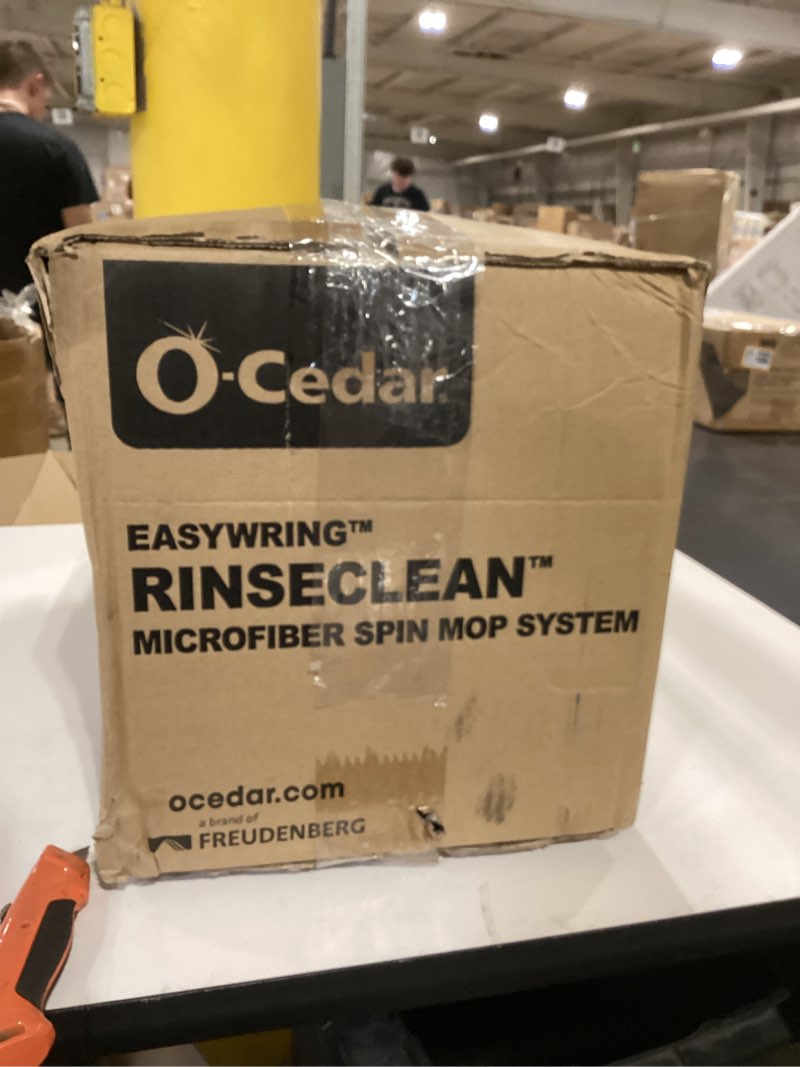 O-Cedar
EASYWRING™
RINSECLEAN™
MICROFIBER SPIN MOP SYSTEM
ocedar.com
a brand of
FREUDENBERG